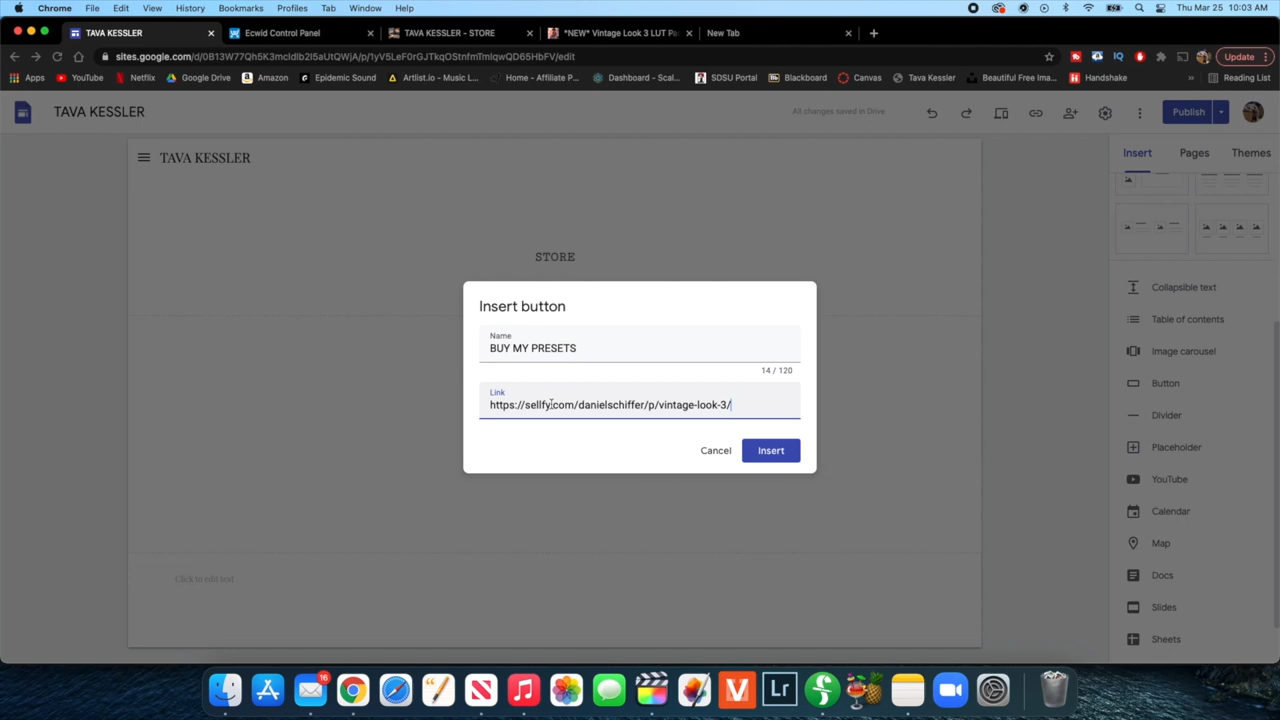 Chrome File Edit View History Bookmarks Profiles Tab Window Help
Thu Mar 25 10:03 AM
TAVA KESSLER
Ecwid Control Panel
TAVA KESSLER - STORE
*NEW* Vintage Look 3 LUT Pa
New Tab
sites.google.com/d/0B13W77Qh5K3mcldlb2I5aUtQWjA/p/1yV5LeF0rGJTkqOStnfmTmIqwQD65HbFV/edit
Update
Apps YouTube Netflix Google Drive Amazon Epidemic Sound Artlist.io - Music L... Home - Affiliate P... Dashboard - Scal... SDSU Portal Blackboard Canvas Tava Kessler Beautiful Free Ima... Handshake » Reading List
TAVA KESSLER
All changes saved in Drive
Publish
TAVA KESSLER
STORE
Insert button
Name
BUY MY PRESETS
14 / 120
Link
https://sellfy.com/danielschiffer/p/vintage-look-3/
Cancel Insert
Click to edit text
Insert Pages Themes
Collapsible text
Table of contents
Image carousel
Button
Divider
Placeholder
YouTube
Calendar
Map
Docs
Slides
Sheets
16
Lr